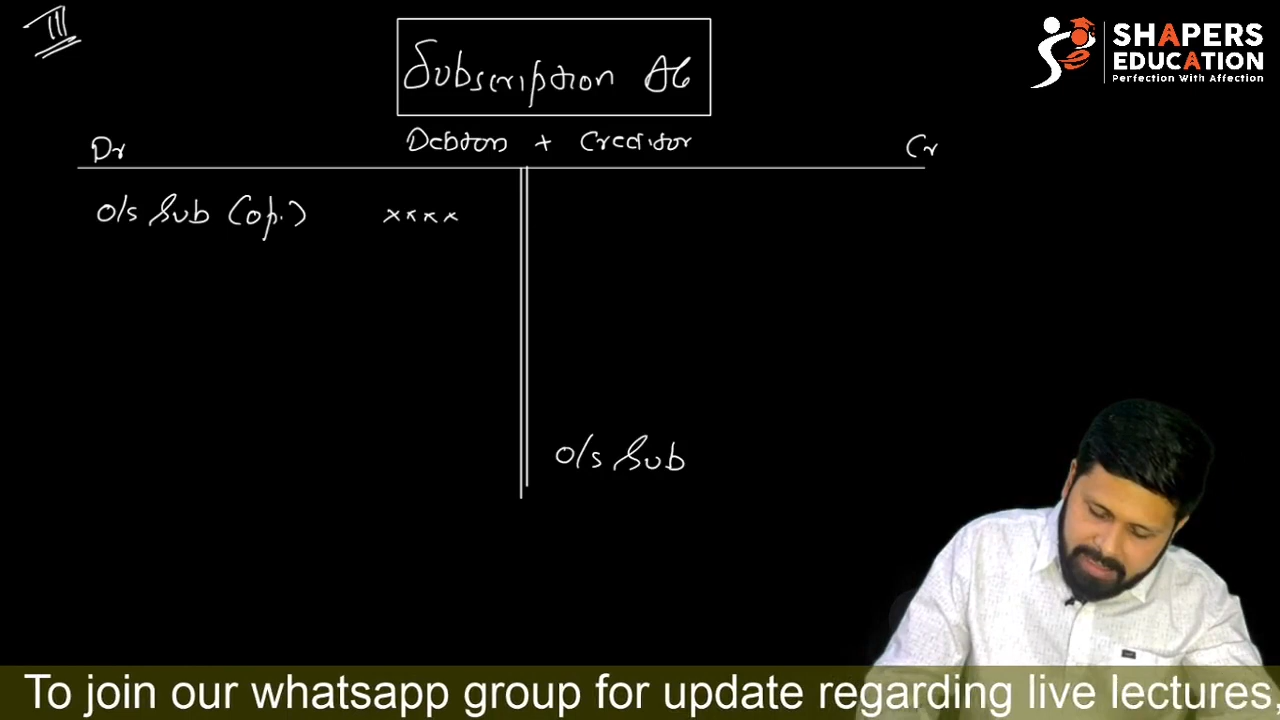 III
Subscription A/c
SHAPERS
EDUCATION
Perfection With Affection
Debtors + Creditor
Dr
Cr
O/s Sub (op.) xxxx
O/s Sub
To join our whatsapp group for update regarding live lectures,